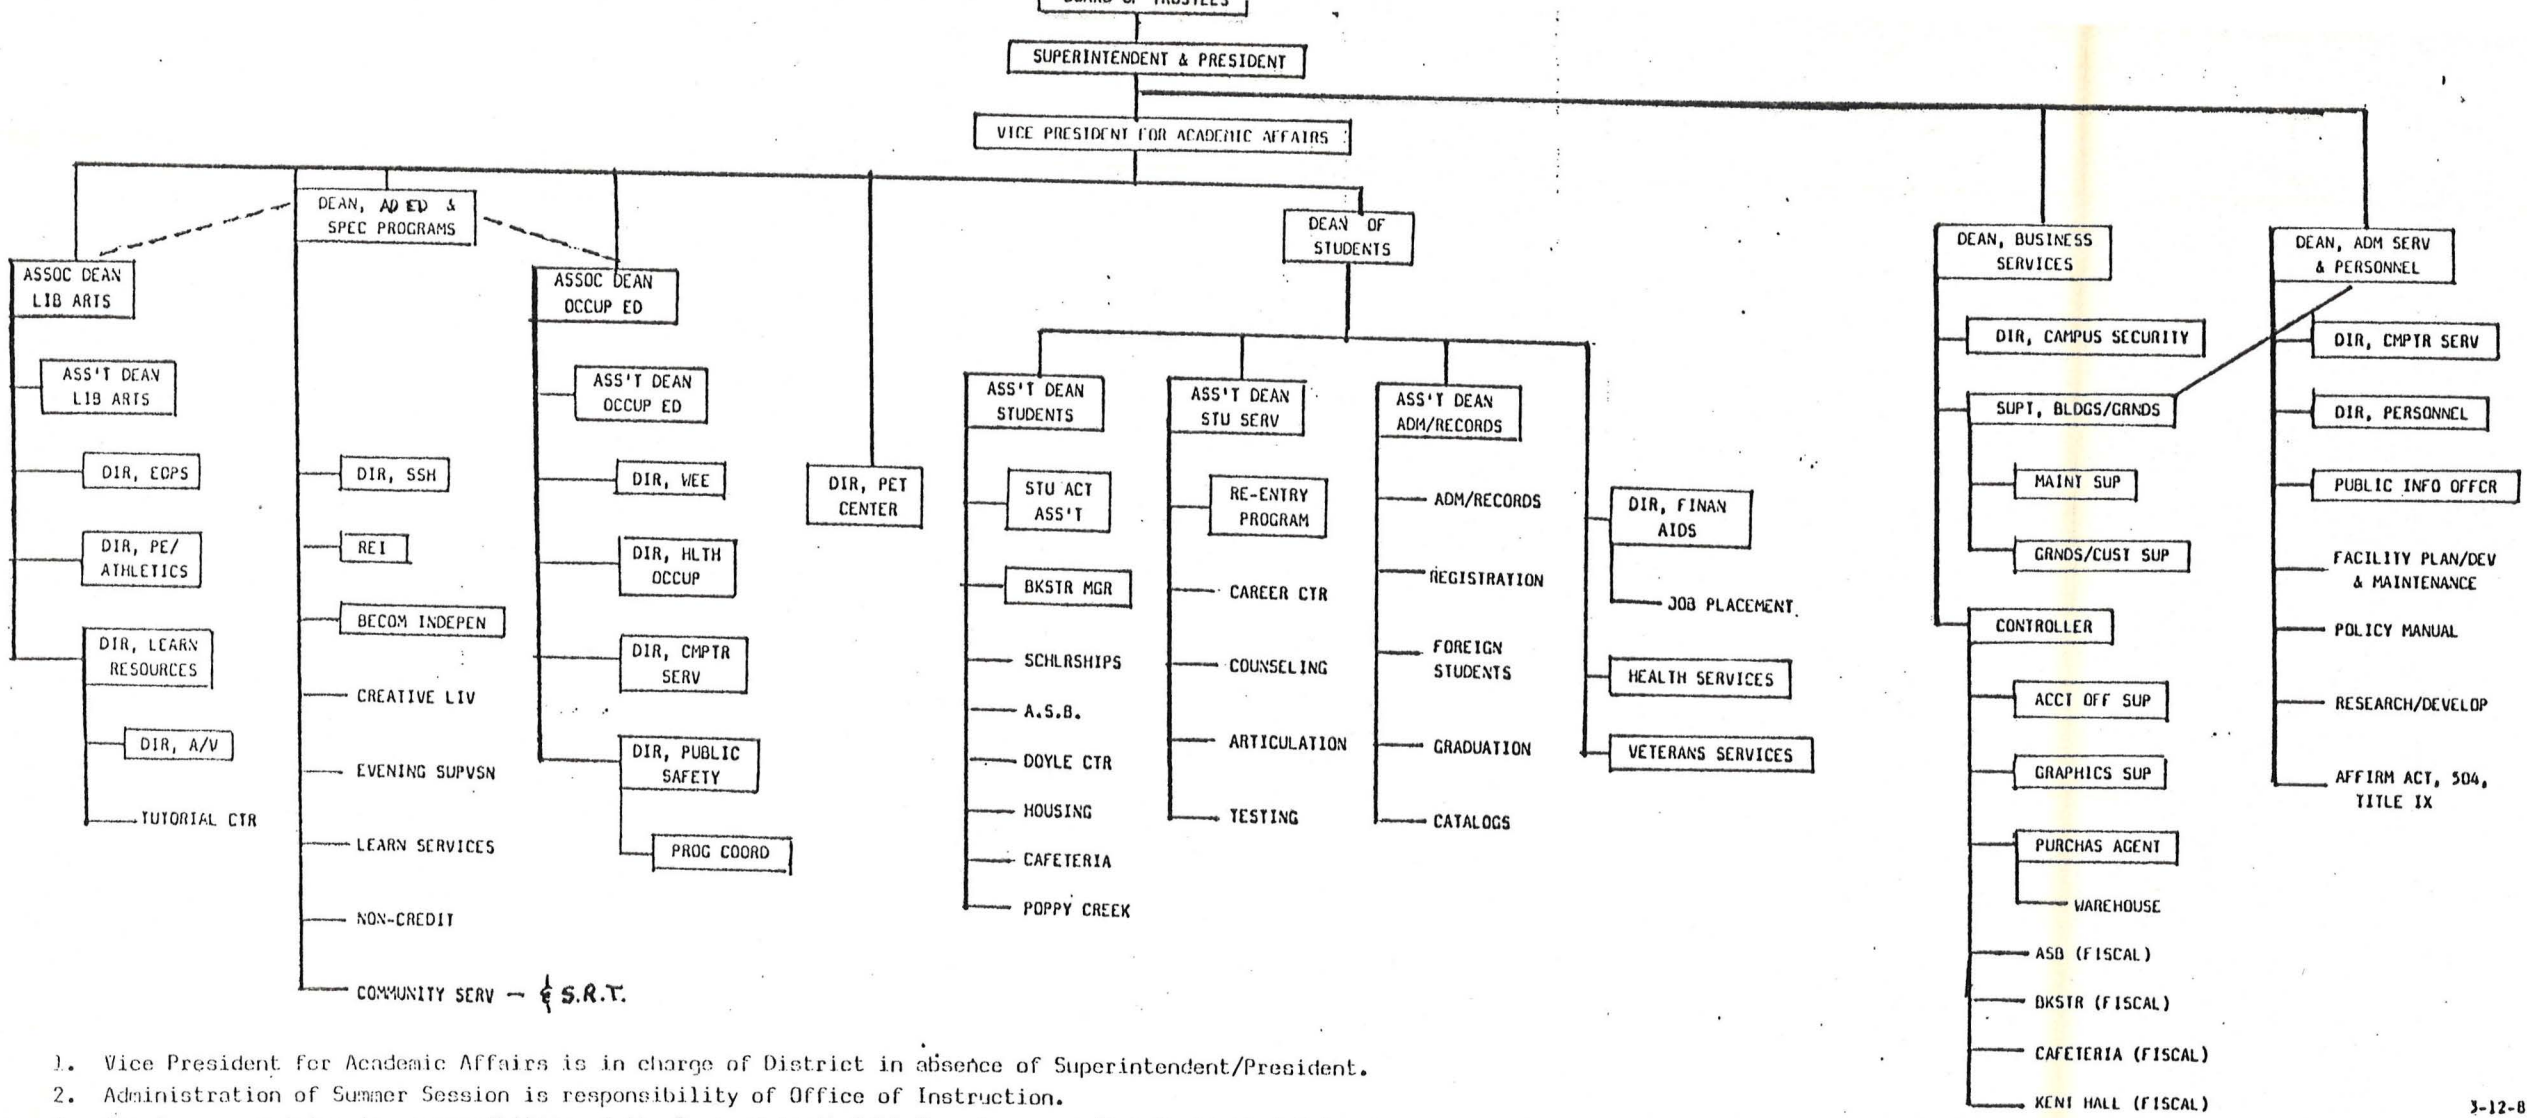 BOARD OF TRUSTEES
SUPERINTENDENT & PRESIDENT
VICE PRESIDENT FOR ACADEMIC AFFAIRS
DEAN, AD ED &
SPEC PROGRAMS
ASSOC DEAN
LIB ARTS
ASS'T DEAN
LIB ARTS
DIR, EOPS
DIR, PE/
ATHLETICS
DIR, LEARN
RESOURCES
DIR, A/V
TUTORIAL CTR
DIR, SSH
REI
BECOM INDEPEN
CREATIVE LIV
EVENING SUPVSN
LEARN SERVICES
NON-CREDIT
COMMUNITY SERV — & S.R.T.
ASSOC DEAN
OCCUP ED
ASS'T DEAN
OCCUP ED
DIR, WEE
DIR, HLTH
OCCUP
DIR, CMPTR
SERV
DIR, PUBLIC
SAFETY
PROG COORD
DIR, PET
CENTER
DEAN OF
STUDENTS
ASS'T DEAN
STUDENTS
STU ACT
ASS'T
BKSTR MGR
SCHLRSHIPS
A.S.B.
DOYLE CTR
HOUSING
CAFETERIA
POPPY CREEK
ASS'T DEAN
STU SERV
RE-ENTRY
PROGRAM
CAREER CTR
COUNSELING
ARTICULATION
TESTING
ASS'T DEAN
ADM/RECORDS
ADM/RECORDS
REGISTRATION
FOREIGN
STUDENTS
GRADUATION
CATALOGS
DIR, FINAN
AIDS
JOB PLACEMENT
HEALTH SERVICES
VETERANS SERVICES
DEAN, BUSINESS
SERVICES
DIR, CAMPUS SECURITY
SUPT, BLDGS/GRNDS
MAINT SUP
GRNDS/CUST SUP
CONTROLLER
ACCT OFF SUP
GRAPHICS SUP
PURCHAS AGENT
WAREHOUSE
ASB (FISCAL)
BKSTR (FISCAL)
CAFETERIA (FISCAL)
KENT HALL (FISCAL)
DEAN, ADM SERV
& PERSONNEL
DIR, CMPTR SERV
DIR, PERSONNEL
PUBLIC INFO OFFCR
FACILITY PLAN/DEV
& MAINTENANCE
POLICY MANUAL
RESEARCH/DEVELOP
AFFIRM ACT, 504,
TITLE IX
1. Vice President for Academic Affairs is in charge of District in absence of Superintendent/President.
2. Administration of Summer Session is responsibility of Office of Instruction.
3-12-8